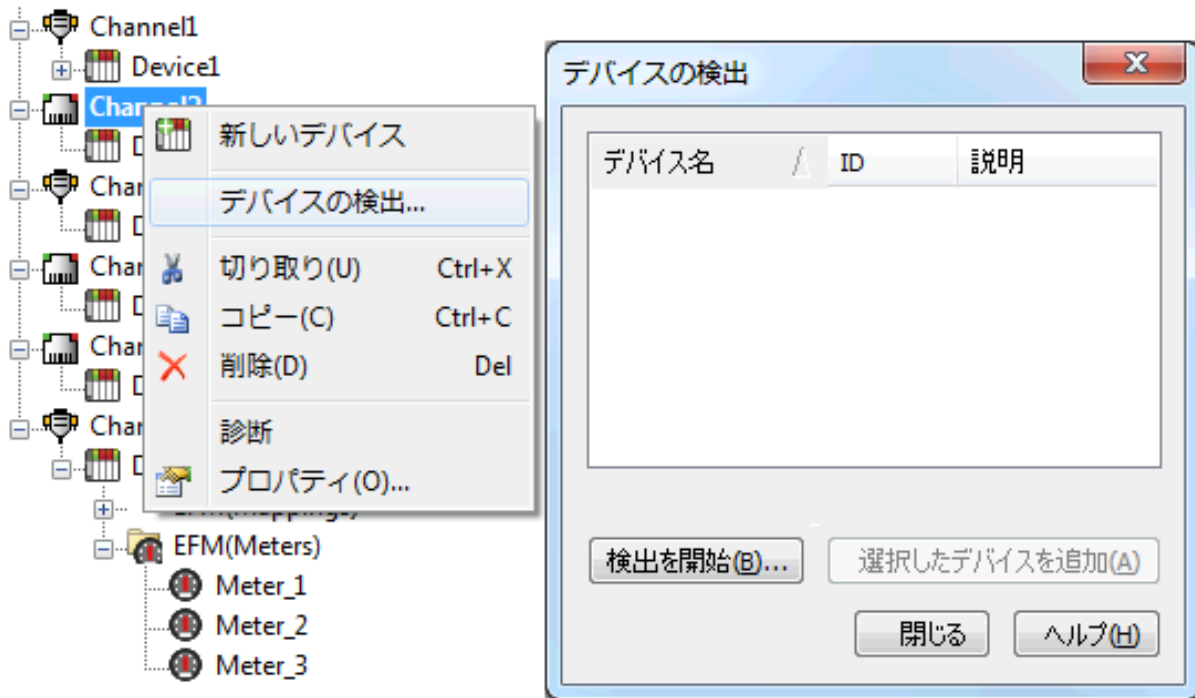 Channel1
Device1
新しいデバイス
デバイスの検出...
切り取り(U) Ctrl+X
コピー(C) Ctrl+C
削除(D) Del
診断
プロパティ(O)...
EFM(Meters)
Meter_1
Meter_2
Meter_3
デバイスの検出
デバイス名 ID 説明
検出を開始(B)... 選択したデバイスを追加(A)
閉じる ヘルプ(H)